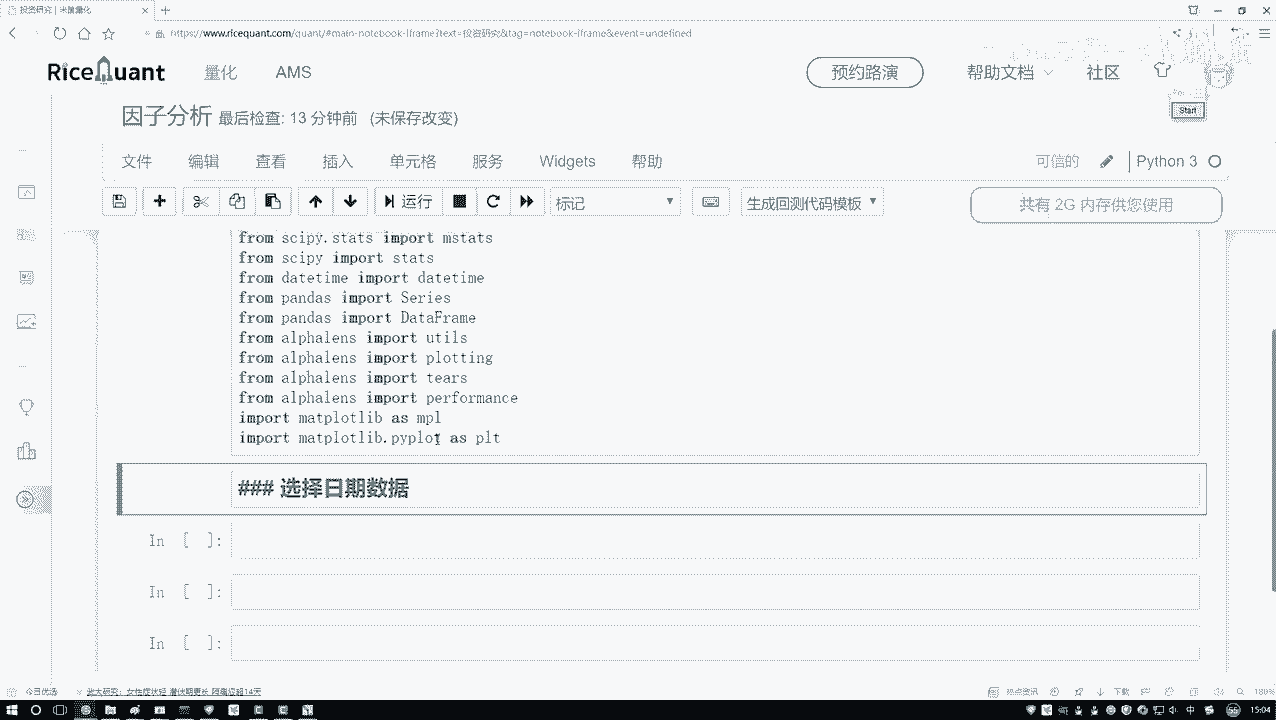 投资研究 | 米筐量化
https://www.ricequant.com/quant/#main-notebook-iframe?text=投资研究&tag=notebook-iframe&event=undefined
RiceQuant 量化 AMS 预约路演 帮助文档 社区
Start
因子分析 最后检查: 13 分钟前 (未保存改变)
文件 编辑 查看 插入 单元格 服务 Widgets 帮助 可信的 Python 3
运行 标记 生成回测代码模板 共有 2G 内存供您使用
from scipy.stats import mstats
from scipy import stats
from datetime import datetime
from pandas import Series
from pandas import DataFrame
from alphalens import utils
from alphalens import plotting
from alphalens import tears
from alphalens import performance
import matplotlib as mpl
import matplotlib.pyplot as plt
### 选择日期数据
In [ ]:
In [ ]:
In [ ]:
今日优选 热点资讯 下载 180%
中 15:04